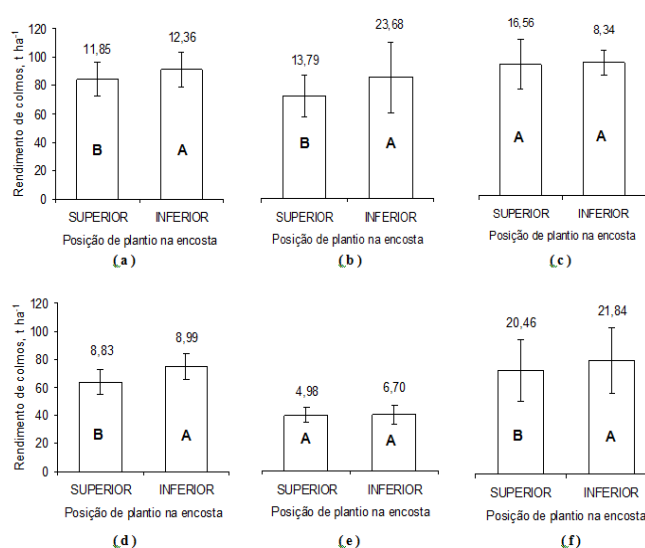 Rendimento de colmos, t ha-1
120
100
80
60
40
20
0
11,85
12,36
B
A
SUPERIOR
INFERIOR
Posição de plantio na encosta
( a )
13,79
23,68
B
A
SUPERIOR
INFERIOR
Posição de plantio na encosta
( b )
16,56
8,34
A
A
SUPERIOR
INFERIOR
Posição de plantio na encosta
( c )
Rendimento de colmos, t ha-1
120
100
80
60
40
20
0
8,83
8,99
B
A
SUPERIOR
INFERIOR
Posição de plantio na encosta
( d )
4,98
6,70
A
A
SUPERIOR
INFERIOR
Posição de plantio na encosta
( e )
20,46
21,84
B
A
SUPERIOR
INFERIOR
Posição de plantio na encosta
( f )